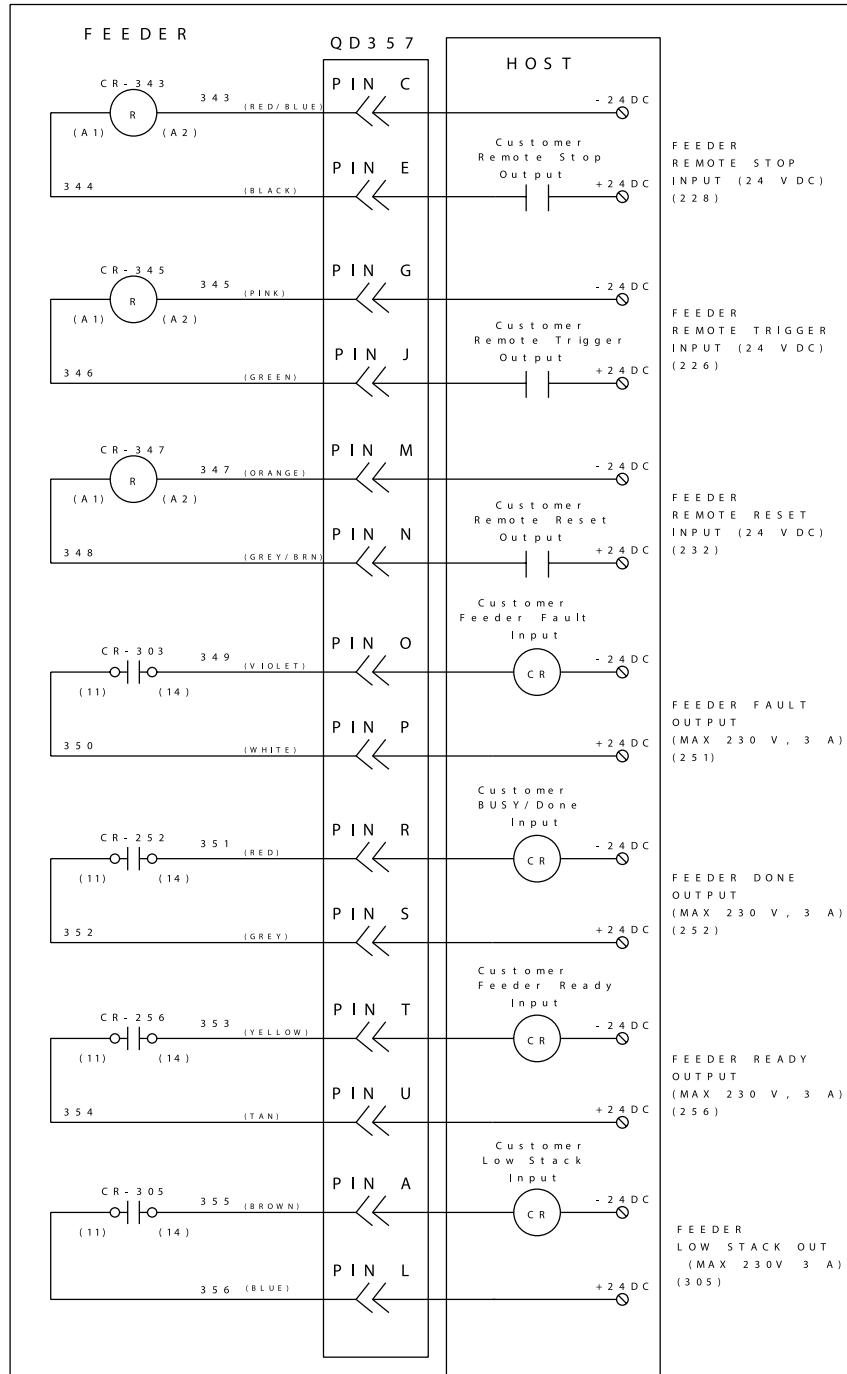 FEEDER
QD357
HOST
CR-343
R
(A1) (A2)
343
(RED/BLUE)
PIN C
-24DC
344
(BLACK)
PIN E
Customer
Remote Stop
Output
+24DC
FEEDER
REMOTE STOP
INPUT (24 VDC)
(228)
CR-345
R
(A1) (A2)
345
(PINK)
PIN G
-24DC
346
(GREEN)
PIN J
Customer
Remote Trigger
Output
+24DC
FEEDER
REMOTE TRIGGER
INPUT (24 VDC)
(226)
CR-347
R
(A1) (A2)
347
(ORANGE)
PIN M
-24DC
348
(GREY/BRN)
PIN N
Customer
Remote Reset
Output
+24DC
FEEDER
REMOTE RESET
INPUT (24 VDC)
(232)
CR-303
(11) (14)
349
(VIOLET)
PIN O
Customer
Feeder Fault
Input
CR
-24DC
350
(WHITE)
PIN P
+24DC
FEEDER FAULT
OUTPUT
(MAX 230 V, 3 A)
(251)
CR-252
(11) (14)
351
(RED)
PIN R
Customer
BUSY/Done
Input
CR
-24DC
352
(GREY)
PIN S
+24DC
FEEDER DONE
OUTPUT
(MAX 230 V, 3 A)
(252)
CR-256
(11) (14)
353
(YELLOW)
PIN T
Customer
Feeder Ready
Input
CR
-24DC
354
(TAN)
PIN U
+24DC
FEEDER READY
OUTPUT
(MAX 230 V, 3 A)
(256)
CR-305
(11) (14)
355
(BROWN)
PIN A
Customer
Low Stack
Input
CR
-24DC
356
(BLUE)
PIN L
+24DC
FEEDER
LOW STACK OUT
(MAX 230V 3 A)
(305)